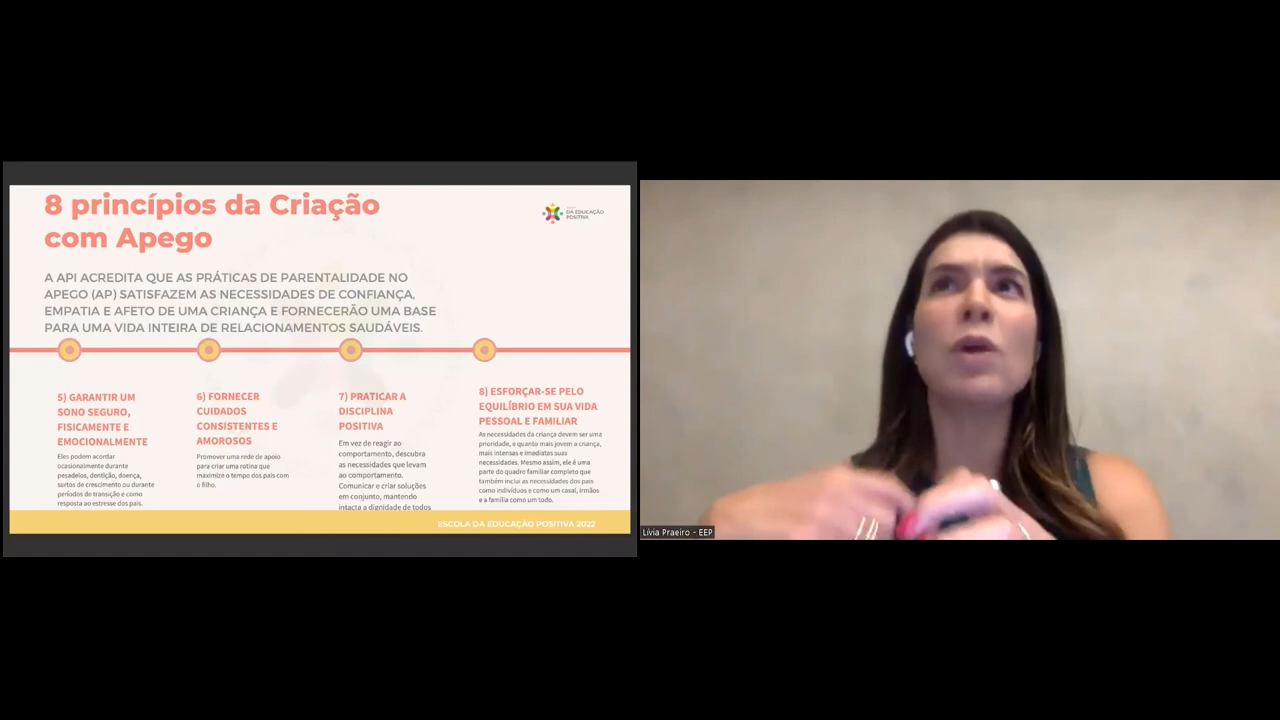 8 princípios da Criação
com Apego
DA EDUCAÇÃO
POSITIVA
A API ACREDITA QUE AS PRÁTICAS DE PARENTALIDADE NO
APEGO (AP) SATISFAZEM AS NECESSIDADES DE CONFIANÇA,
EMPATIA E AFETO DE UMA CRIANÇA E FORNECERÃO UMA BASE
PARA UMA VIDA INTEIRA DE RELACIONAMENTOS SAUDÁVEIS.
5) GARANTIR UM
SONO SEGURO,
FISICAMENTE E
EMOCIONALMENTE
Eles podem acordar
ocasionalmente durante
pesadelos, dentição, doença,
surtos de crescimento ou durante
períodos de transição e como
resposta ao estresse dos pais.
6) FORNECER
CUIDADOS
CONSISTENTES E
AMOROSOS
Promover uma rede de apoio
para criar uma rotina que
maximize o tempo dos pais com
o filho.
7) PRATICAR A
DISCIPLINA
POSITIVA
Em vez de reagir ao
comportamento, descubra
as necessidades que levam
ao comportamento.
Comunicar e criar soluções
em conjunto, mantendo
intacta a dignidade de todos
8) ESFORÇAR-SE PELO
EQUILÍBRIO EM SUA VIDA
PESSOAL E FAMILIAR
As necessidades da criança devem ser uma
prioridade, e quanto mais jovem a criança,
mais intensas e imediatas suas
necessidades. Mesmo assim, ele é uma
parte do quadro familiar completo que
também inclui as necessidades dos pais
como indivíduos e como um casal, irmãos
e a família como um todo.
ESCOLA DA EDUCAÇÃO POSITIVA 2022
Lívia Praeiro - EEP